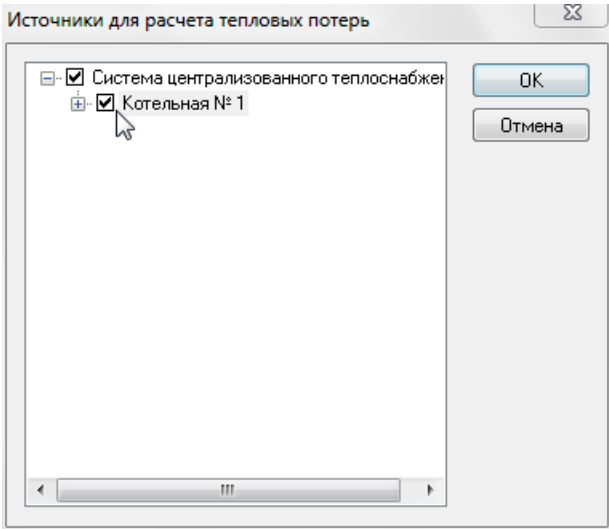 Источники для расчета тепловых потерь
Система централизованного теплоснабжен
Котельная № 1
OK
Отмена